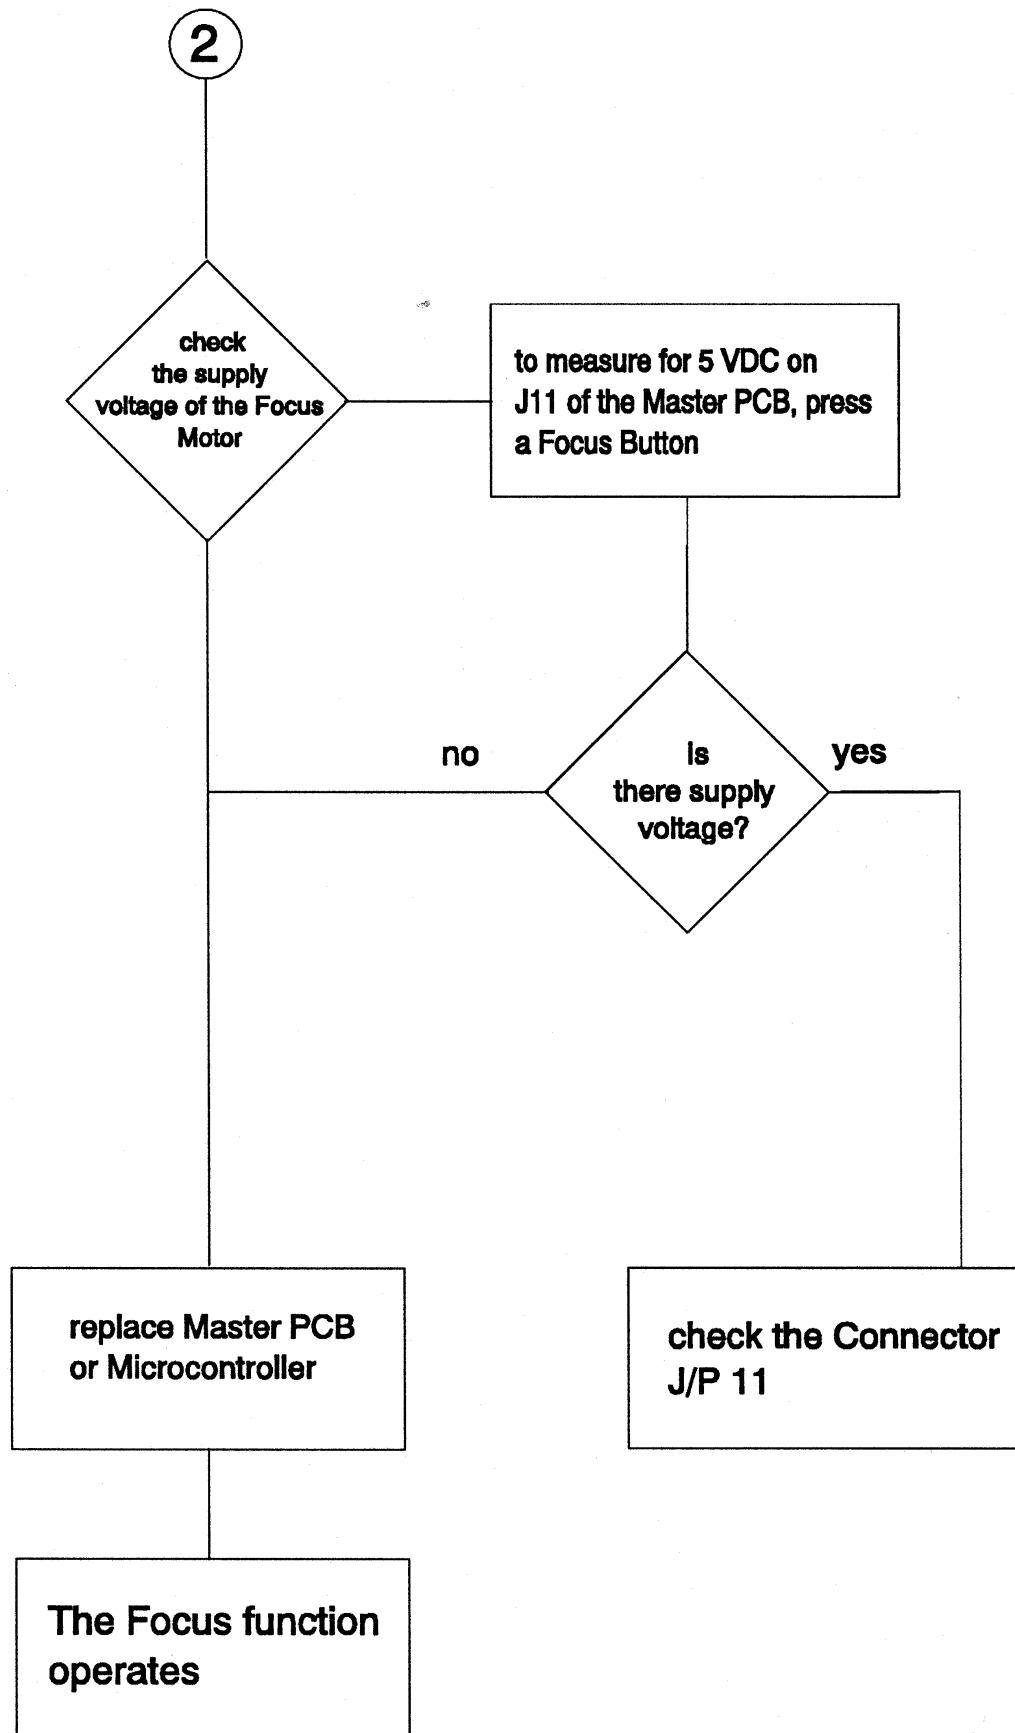 2
check
the supply
voltage of the Focus
Motor
to measure for 5 VDC on
J11 of the Master PCB, press
a Focus Button
no
is
there supply
voltage?
yes
replace Master PCB
or Microcontroller
check the Connector
J/P 11
The Focus function
operates